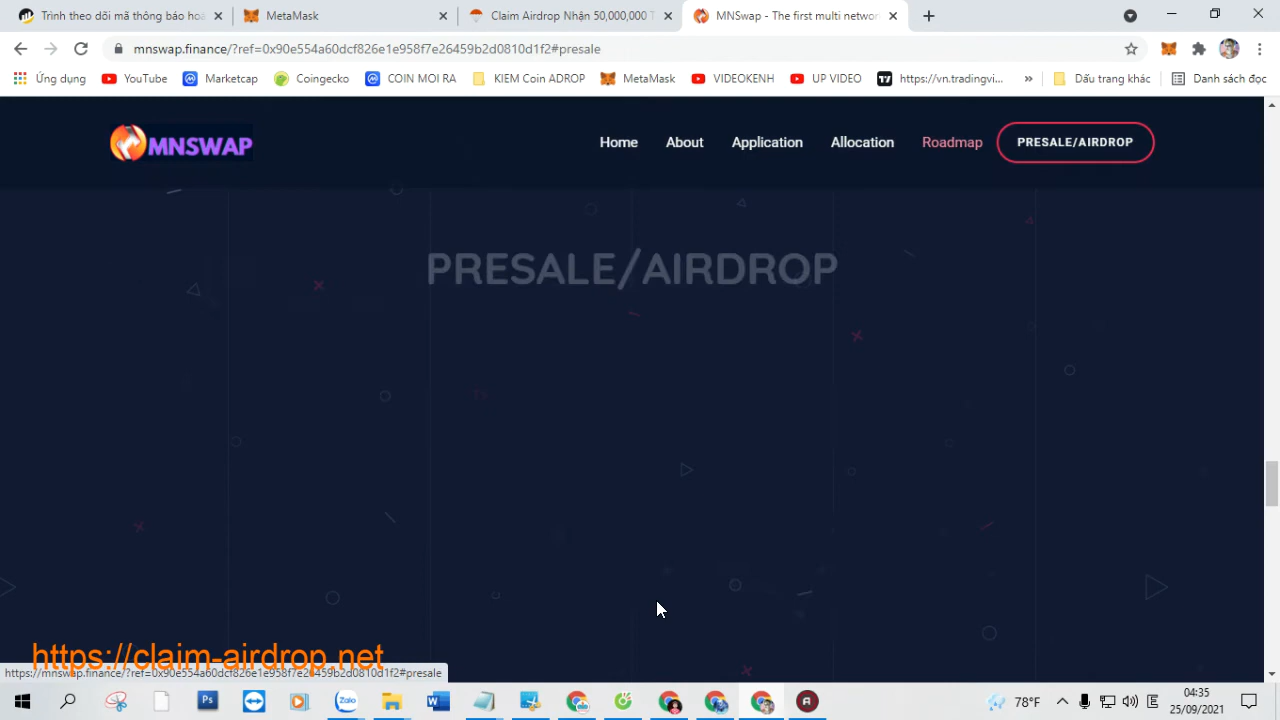 Trình theo dõi mã thông báo hoà
MetaMask
Claim Airdrop Nhận 50,000,000 T
MNSwap - The first multi networ
mnswap.finance/?ref=0x90e554a60dcf826e1e958f7e26459b2d0810d1f2#presale
Ứng dụng
YouTube
Marketcap
Coingecko
COIN MOI RA
KIEM Coin ADROP
MetaMask
VIDEOKENH
UP VIDEO
https://vn.tradingvi...
»
Dấu trang khác
Danh sách đọc
MNSWAP
Home
About
Application
Allocation
Roadmap
PRESALE/AIRDROP
PRESALE/AIRDROP
https://claim-airdrop.net
https://mnswap.finance/?ref=0x90e554a60dcf826e1e958f7e26459b2d0810d1f2#presale
78°F
04:35
25/09/2021